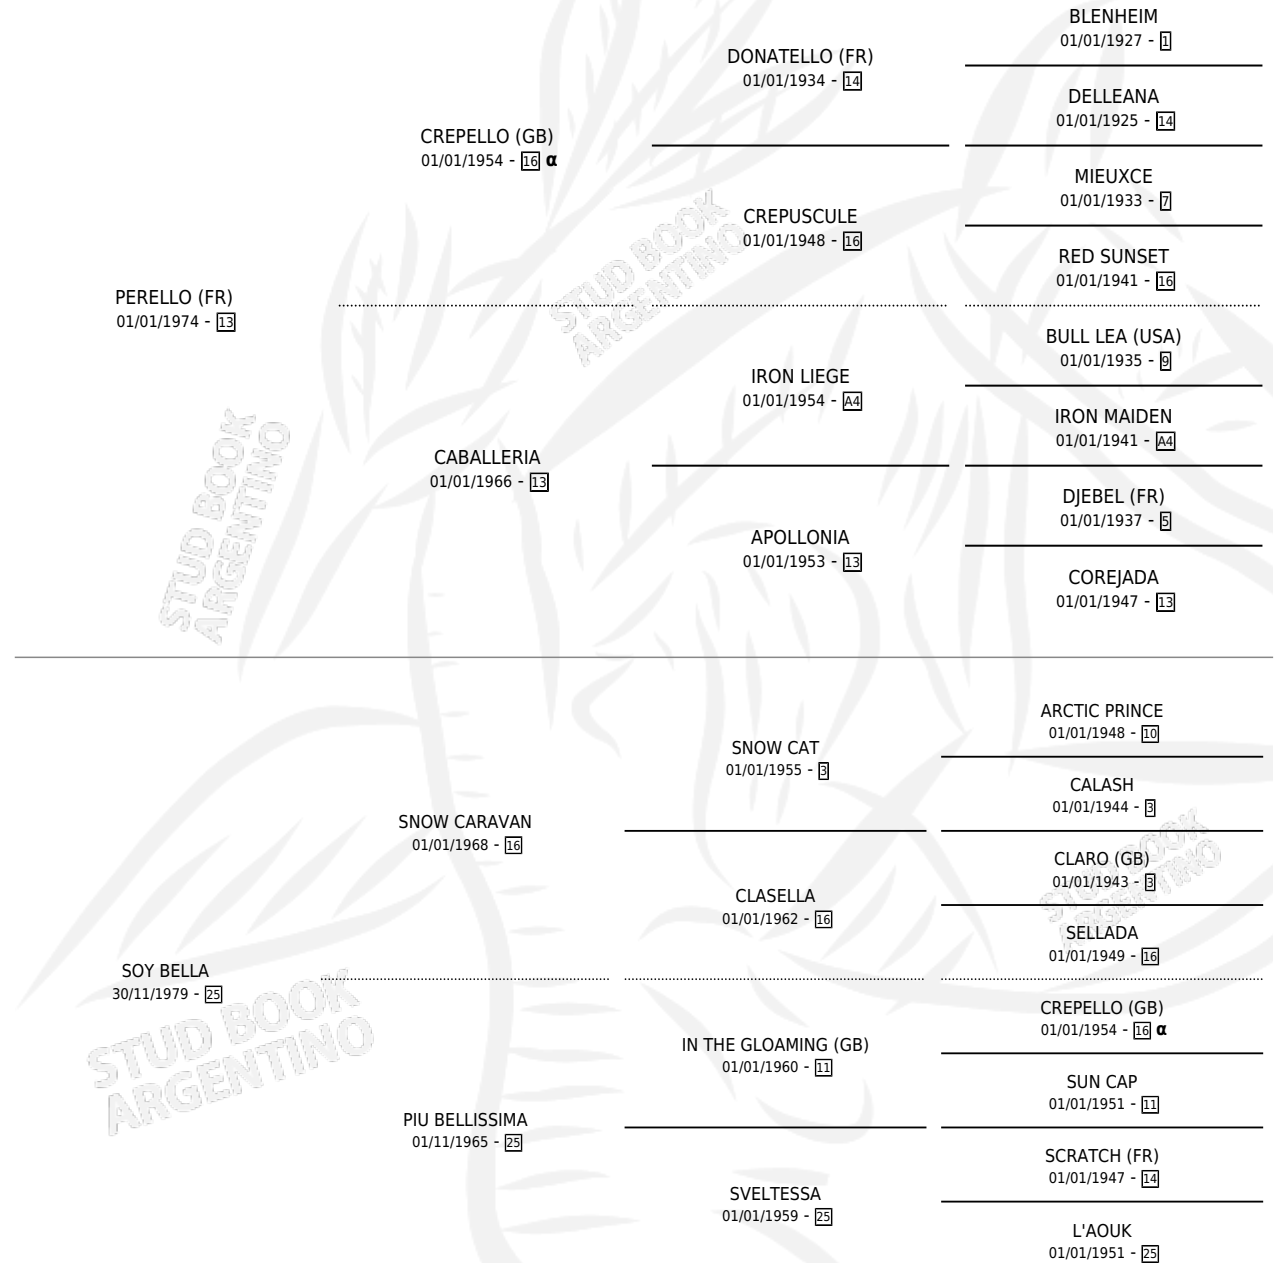 BLENHEIM
01/01/1927 - 1
DONATELLO (FR)
01/01/1934 - 14
DELLEANA
01/01/1925 - 14
CREPELLO (GB)
01/01/1954 - 16 α
MIEUXCE
01/01/1933 - 7
CREPUSCULE
01/01/1948 - 16
RED SUNSET
01/01/1941 - 16
PERELLO (FR)
01/01/1974 - 13
BULL LEA (USA)
01/01/1935 - 9
IRON LIEGE
01/01/1954 - A4
IRON MAIDEN
01/01/1941 - A4
CABALLERIA
01/01/1966 - 13
DJEBEL (FR)
01/01/1937 - 5
APOLLONIA
01/01/1953 - 13
COREJADA
01/01/1947 - 13
STUD BOOK
ARGENTINO
STUD BOOK
ARGENTINO
ARCTIC PRINCE
01/01/1948 - 10
SNOW CAT
01/01/1955 - 3
CALASH
01/01/1944 - 3
SNOW CARAVAN
01/01/1968 - 16
CLARO (GB)
01/01/1943 - 3
CLASELLA
01/01/1962 - 16
SELLADA
01/01/1949 - 16
STUD BOOK
ARGENTINO
SOY BELLA
30/11/1979 - 25
CREPELLO (GB)
01/01/1954 - 16 α
IN THE GLOAMING (GB)
01/01/1960 - 11
SUN CAP
01/01/1951 - 11
PIU BELLISSIMA
01/11/1965 - 25
SCRATCH (FR)
01/01/1947 - 14
SVELTESSA
01/01/1959 - 25
L'AOUK
01/01/1951 - 25
STUD BOOK
ARGENTINO